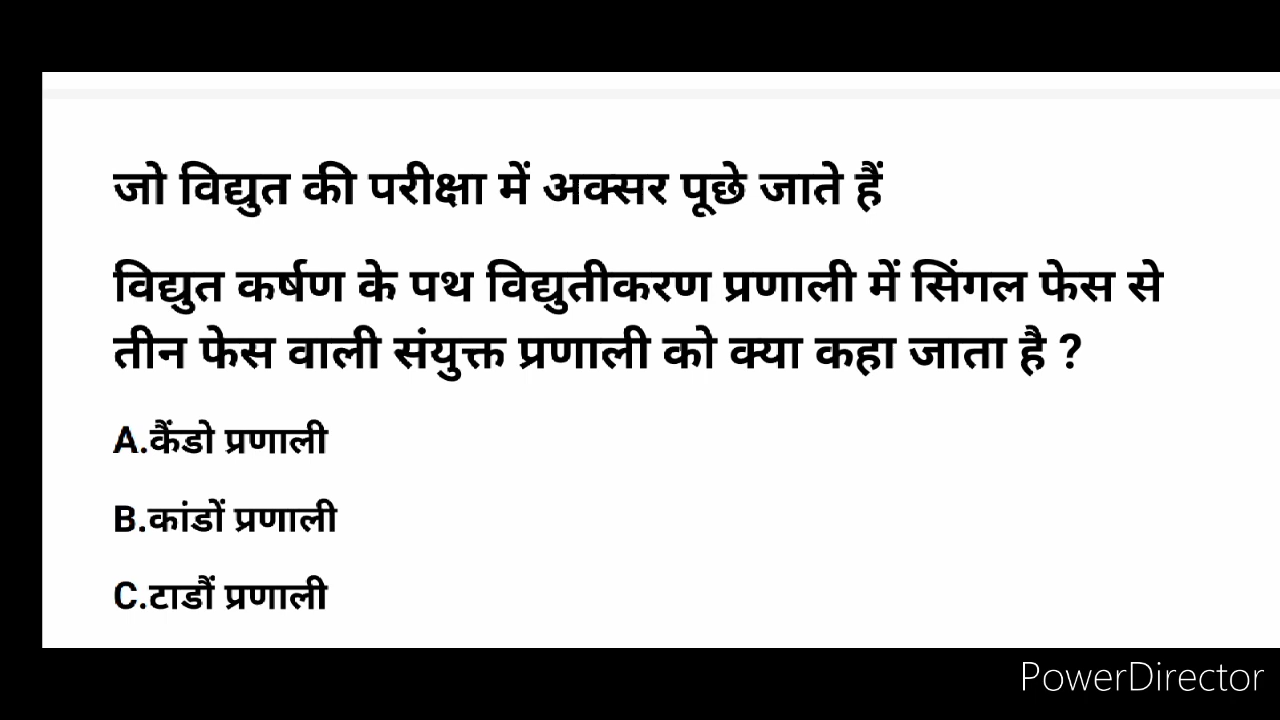 जो विद्युत की परीक्षा में अक्सर पूछे जाते हैं
विद्युत कर्षण के पथ विद्युतीकरण प्रणाली में सिंगल फेस से
तीन फेस वाली संयुक्त प्रणाली को क्या कहा जाता है ?
A.कैंडो प्रणाली
B.कांडों प्रणाली
C.टाडौं प्रणाली
PowerDirector